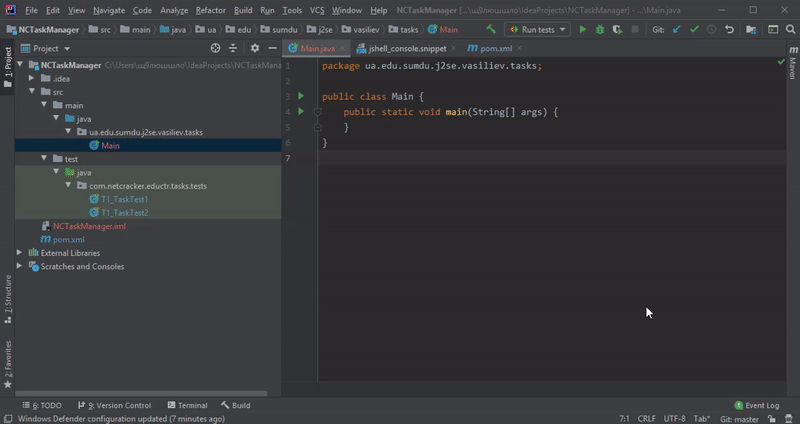 File Edit View Navigate Code Analyze Refactor Build Run Tools VCS Window Help NCTaskManager [...\IdeaProjects\NCTaskManager] - ...\Main.java
NCTaskManager src main java ua edu sumdu j2se vasiliev tasks Main Run tests Git:
Project
Main.java jshell_console.snippet pom.xml
1: Project
Maven
NCTaskManager C:\Users\щ0люошшло\IdeaProjects\NCTaskMan
.idea
src
main
java
ua.edu.sumdu.j2se.vasiliev.tasks
Main
test
java
com.netcracker.eductr.tasks.tests
T1_TaskTest1
T1_TaskTest2
NCTaskManager.iml
pom.xml
External Libraries
Scratches and Consoles
1 package ua.edu.sumdu.j2se.vasiliev.tasks;
2
3 public class Main {
4 public static void main(String[] args) {
5 }
6 }
7
7: Structure
2: Favorites
6: TODO 9: Version Control Terminal Build 1 Event Log
Windows Defender configuration updated (7 minutes ago) 7:1 CRLF UTF-8 Tab* Git: master